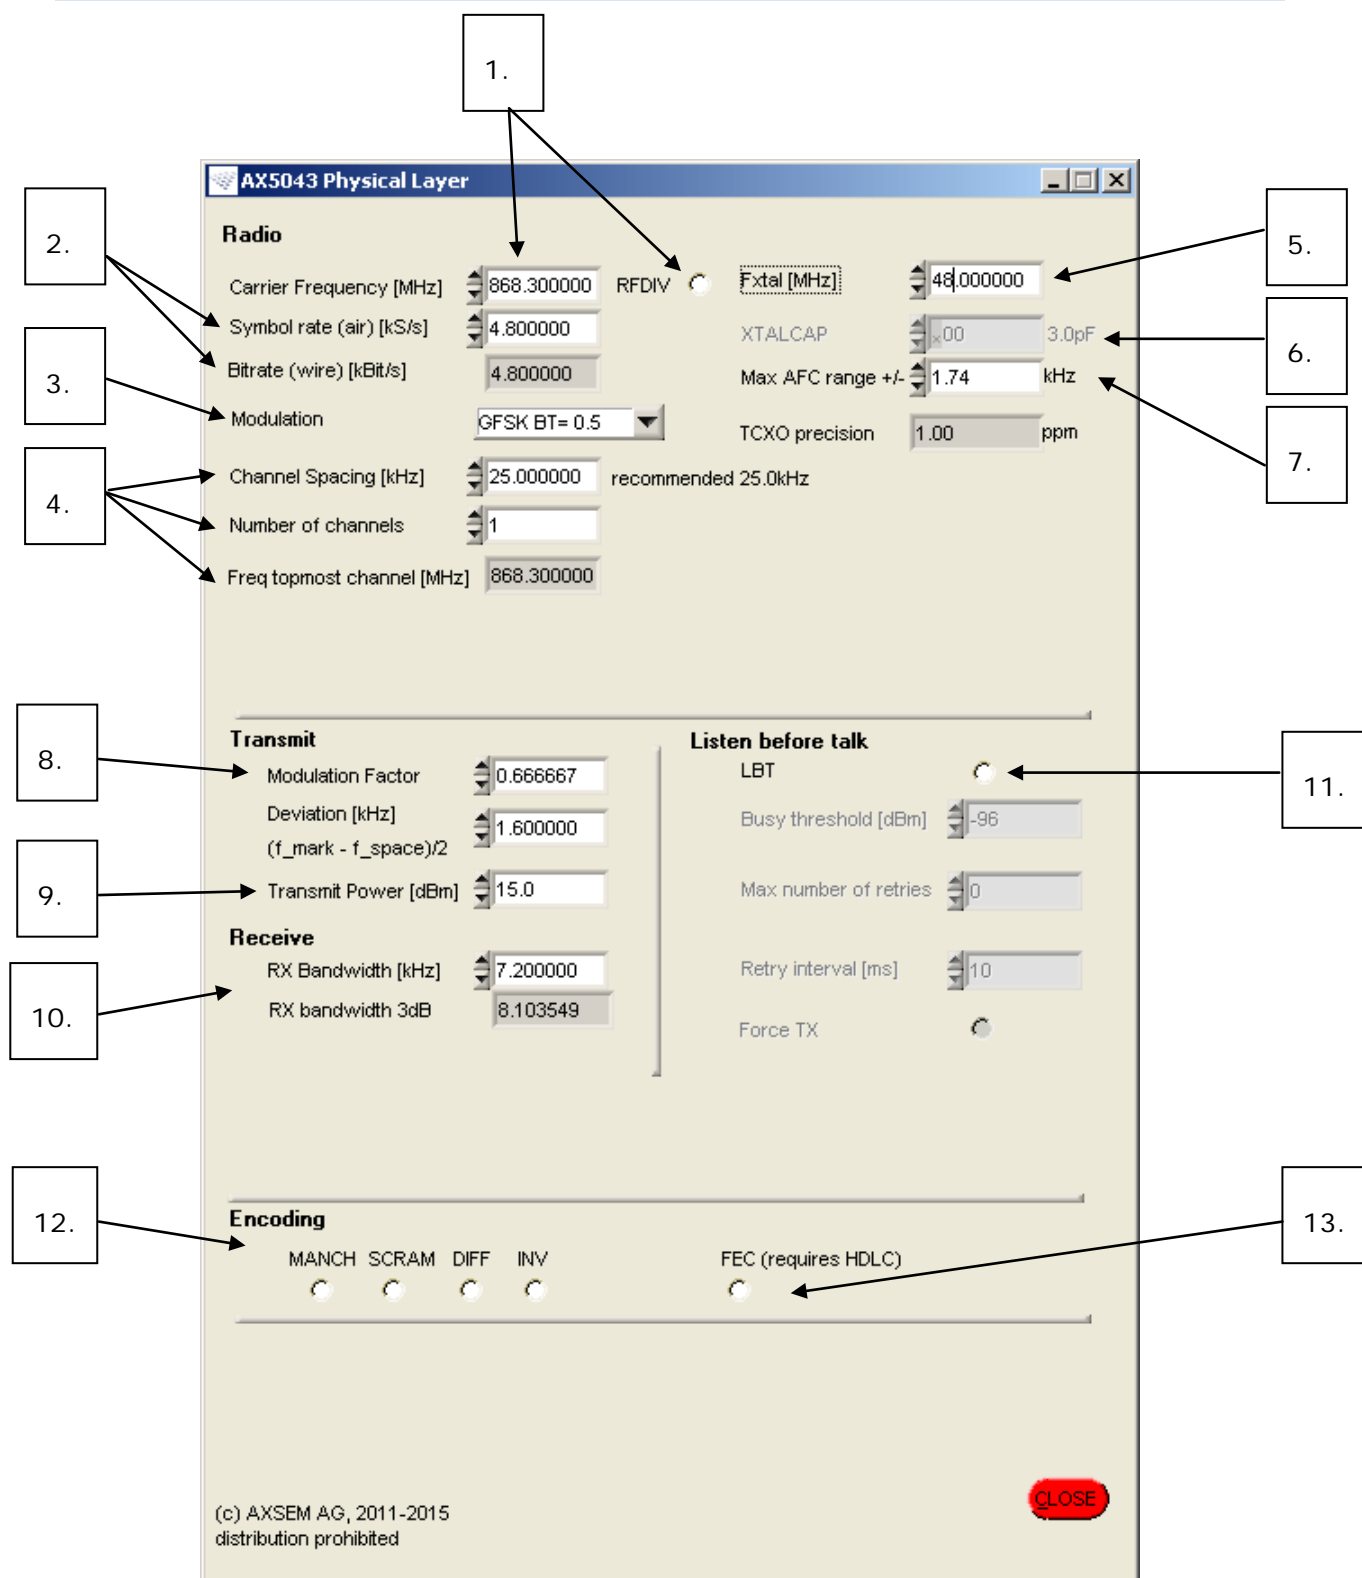 1.
AX5043 Physical Layer
2.
5.
Radio
Carrier Frequency [MHz] 868.300000 RFDIV Fxtal [MHz] 48.000000
Symbol rate (air) [kS/s] 4.800000 XTALCAP x00 3.0pF
6.
Bitrate (wire) [kBit/s] 4.800000 Max AFC range +/- 1.74 kHz
3.
Modulation GFSK BT= 0.5 TCXO precision 1.00 ppm
7.
Channel Spacing [kHz] 25.000000 recommended 25.0kHz
4.
Number of channels 1
Freq topmost channel [MHz] 868.300000
Transmit Listen before talk
8.
Modulation Factor 0.666667 LBT
11.
Deviation [kHz] 1.600000 Busy threshold [dBm] -96
(f_mark - f_space)/2
9.
Transmit Power [dBm] 15.0 Max number of retries 0
Receive
RX Bandwidth [kHz] 7.200000 Retry interval [ms] 10
10.
RX bandwidth 3dB 8.103549
Force TX
12.
13.
Encoding
MANCH SCRAM DIFF INV FEC (requires HDLC)
CLOSE
(c) AXSEM AG, 2011-2015
distribution prohibited